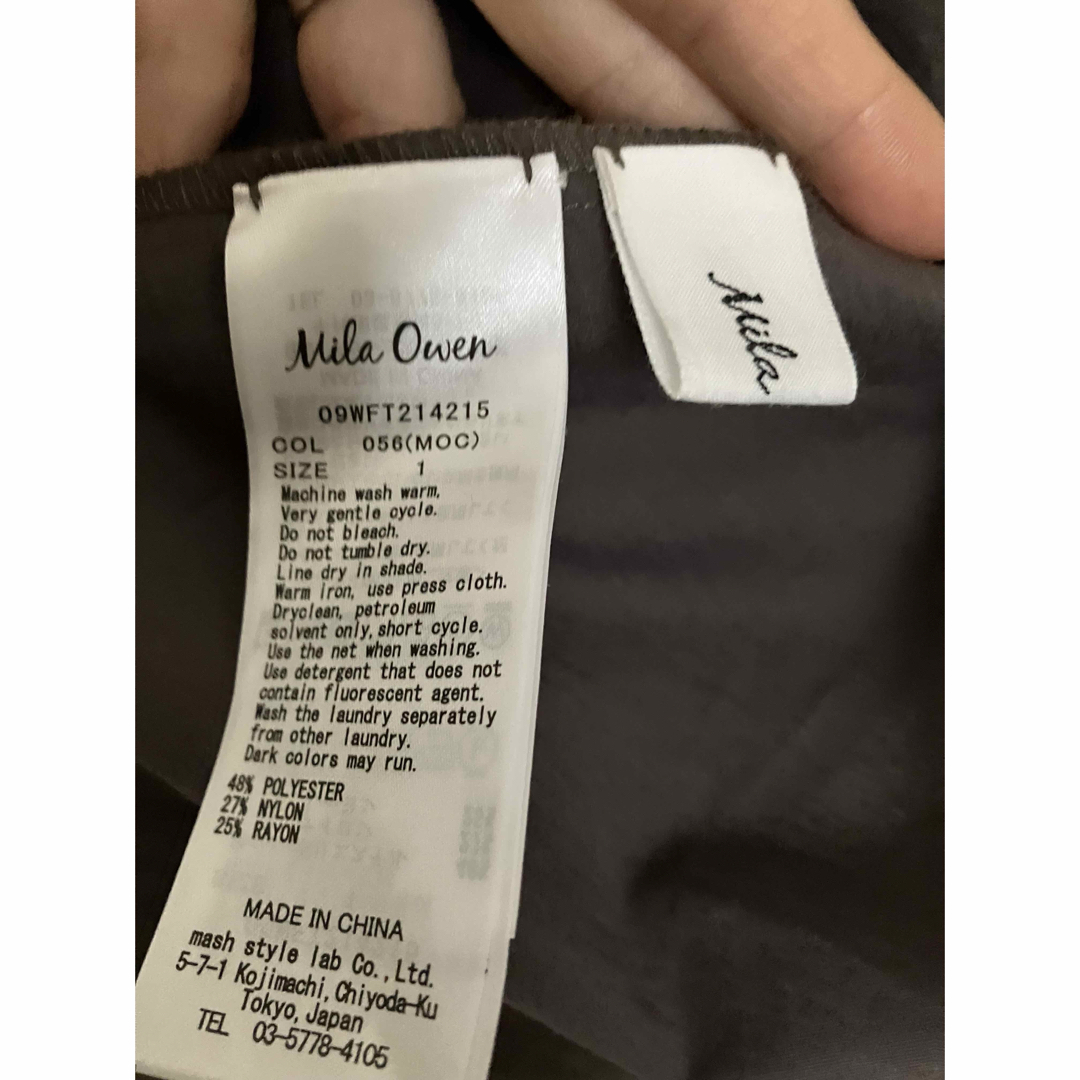 Mila Owen
09WFT214215
COL 056(MOC)
SIZE 1
Machine wash warm,
Very gentle cycle.
Do not bleach.
Do not tumble dry.
Line dry in shade.
Warm iron, use press cloth.
Dryclean, petroleum
solvent only, short cycle.
Use the net when washing.
Use detergent that does not
contain fluorescent agent.
Wash the laundry separately
from other laundry.
Dark colors may run.
48% POLYESTER
27% NYLON
25% RAYON
MADE IN CHINA
mash style lab Co.,Ltd.
5-7-1 Kojimachi, Chiyoda-Ku
Tokyo, Japan
TEL 03-5778-4105
Mila